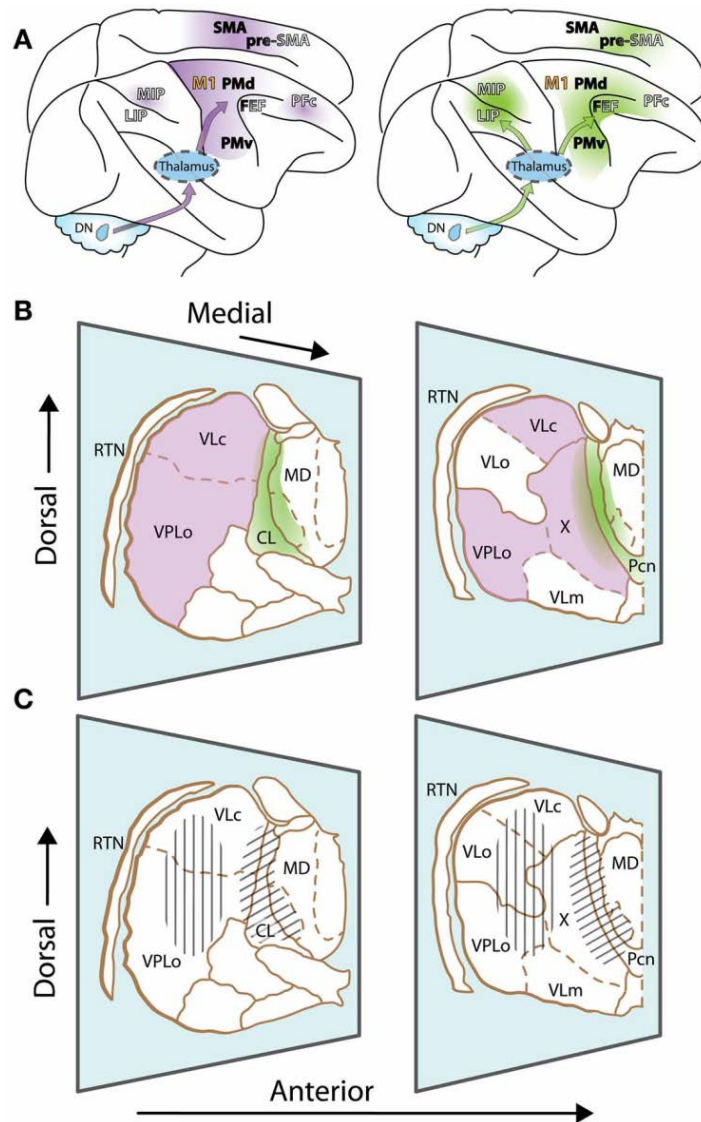 A
SMA
pre-SMA
M1 PMd
MIP
LIP
FEF
PFc
PMv
Thalamus
DN
SMA
pre-SMA
M1 PMd
MIP
LIP
FEF
PFc
PMv
Thalamus
DN
B
Medial
Dorsal
RTN
VLc
MD
VPLo
CL
RTN
VLc
VLo
MD
X
VPLo
Pcn
VLm
C
Dorsal
RTN
VLc
MD
CL
VPLo
RTN
VLc
VLo
MD
X
VPLo
Pcn
VLm
Anterior